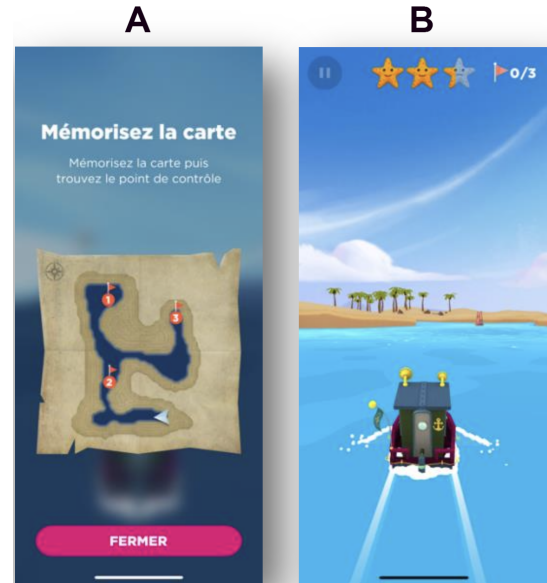 A
B
Mémorisez la carte
Mémorisez la carte puis
trouvez le point de contrôle
1
3
2
FERMER
0/3